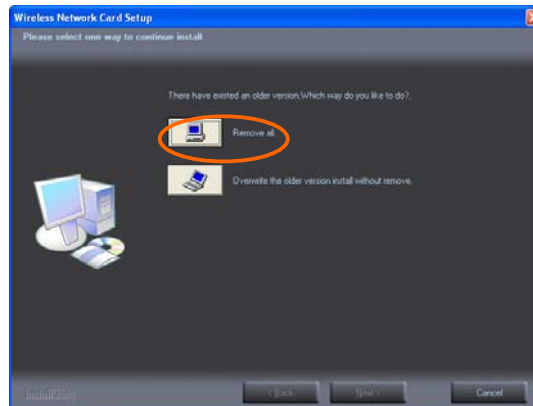 Wireless Network Card Setup
Please select one way to continue install
There have existed an older version.Which way do you like to do?.
Remove all.
Overwrite the older version install without remove.
InstallShield
< Back
Next >
Cancel